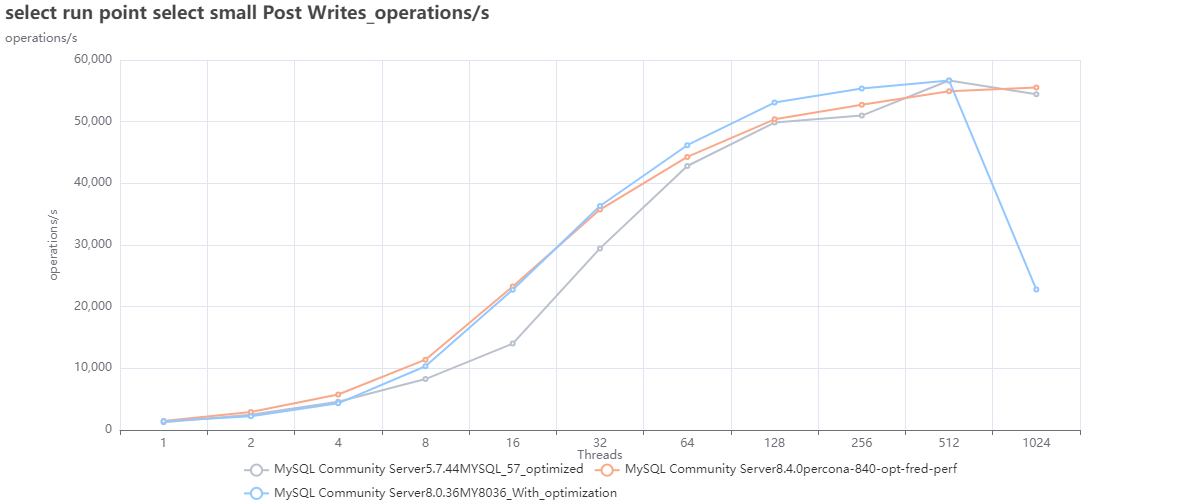 select run point select small Post Writes_operations/s
operations/s
60,000
50,000
40,000
30,000
20,000
10,000
0
operations/s
1 2 4 8 16 32 64 128 256 512 1024
Threads
MySQL Community Server5.7.44MYSQL_57_optimized MySQL Community Server8.4.0percona-840-opt-fred-perf
MySQL Community Server8.0.36MY8036_With_optimization